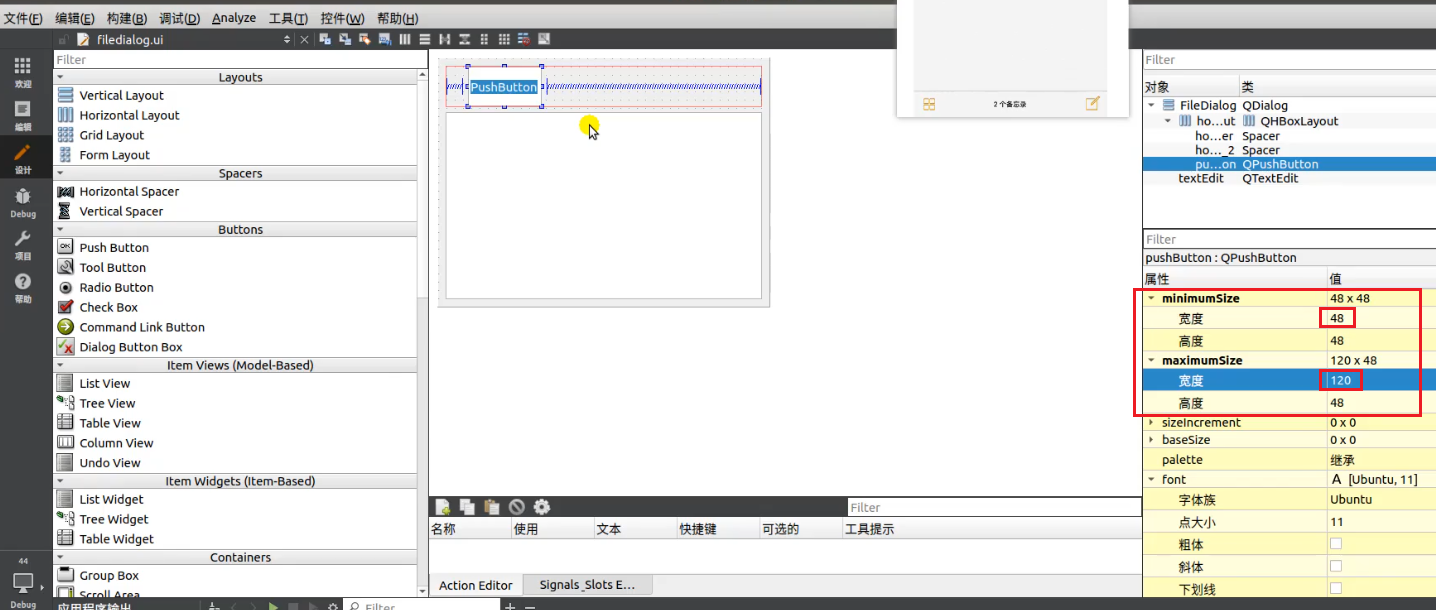 文件(F) 编辑(E) 构建(B) 调试(D) Analyze 工具(T) 控件(W) 帮助(H)
filedialog.ui
欢迎
编辑
设计
Debug
项目
帮助
44
Debug
Filter
Layouts
Vertical Layout
Horizontal Layout
Grid Layout
Form Layout
Spacers
Horizontal Spacer
Vertical Spacer
Buttons
OK Push Button
Tool Button
Radio Button
Check Box
Command Link Button
Dialog Button Box
Item Views (Model-Based)
List View
Tree View
Table View
Column View
Undo View
Item Widgets (Item-Based)
List Widget
Tree Widget
Table Widget
Containers
Group Box
Scroll Area
应用程序输出
Filter
PushButton
2 个备忘录
Filter
名称 使用 文本 快捷键 可选的 工具提示
Action Editor Signals_Slots E...
Filter
对象 类
FileDialog QDialog
ho...ut QHBoxLayout
ho...er Spacer
ho..._2 Spacer
pu...on QPushButton
textEdit QTextEdit
Filter
pushButton : QPushButton
属性 值
minimumSize 48 x 48
宽度 48
高度 48
maximumSize 120 x 48
宽度 120
高度 48
sizeIncrement 0 x 0
baseSize 0 x 0
palette 继承
font A [Ubuntu, 11]
字体族 Ubuntu
点大小 11
粗体
斜体
下划线